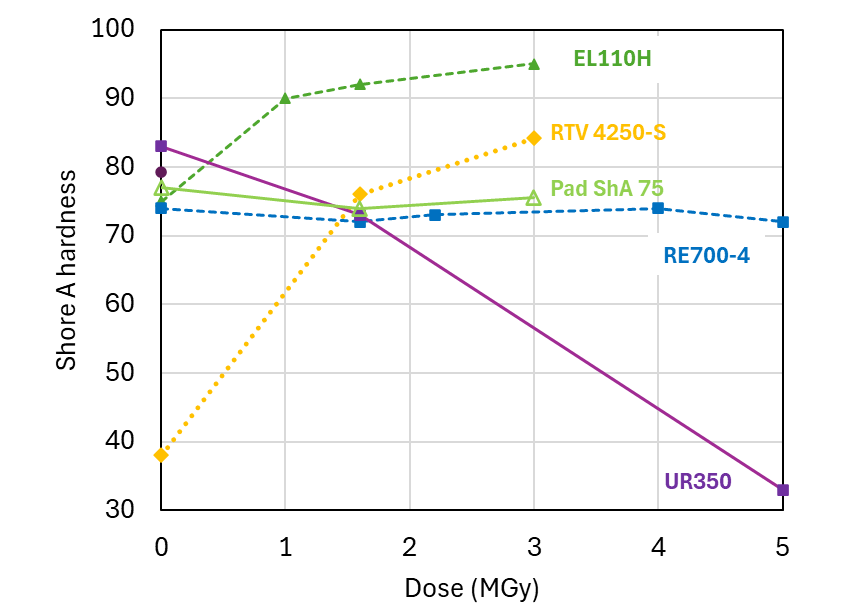 100
EL110H
90
RTV 4250-S
80
Pad ShA 75
70
RE700-4
60
50
40
UR350
30
0 1 2 3 4 5
Shore A hardness
Dose (MGy)